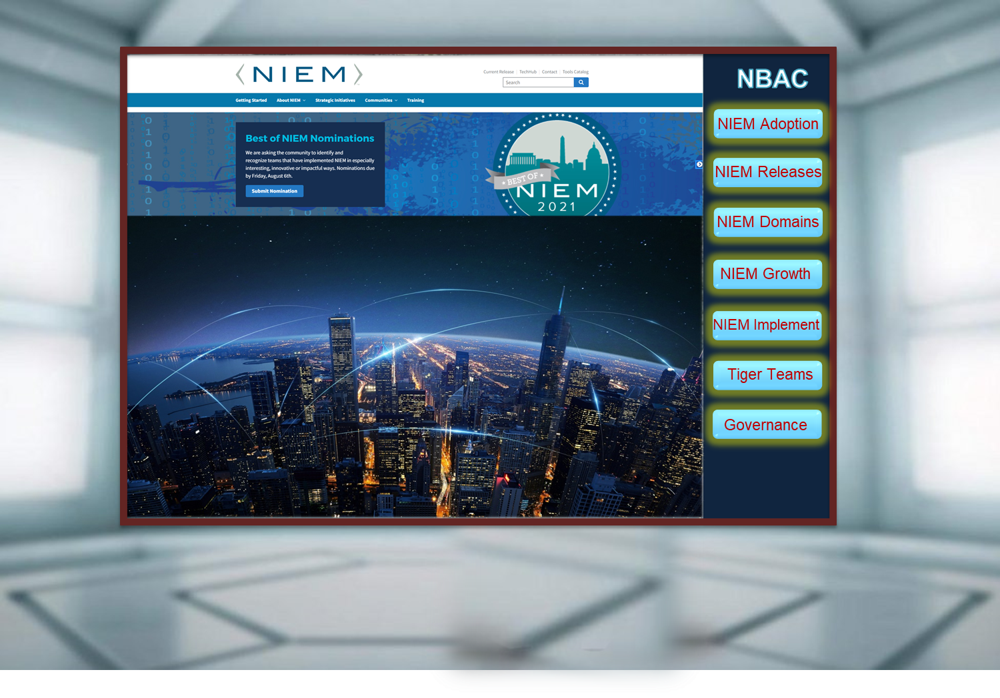 NIEM
Current Release | TechHub | Contact | Tools Catalog
Search
Getting Started About NIEM Strategic Initiatives Communities Training
Best of NIEM Nominations
We are asking the community to identify and
recognize teams that have implemented NIEM in especially
interesting, innovative or impactful ways. Nominations due
by Friday, August 6th.
Submit Nomination
BEST OF
NIEM
2021
NBAC
NIEM Adoption
NIEM Releases
NIEM Domains
NIEM Growth
NIEM Implement
Tiger Teams
Governance